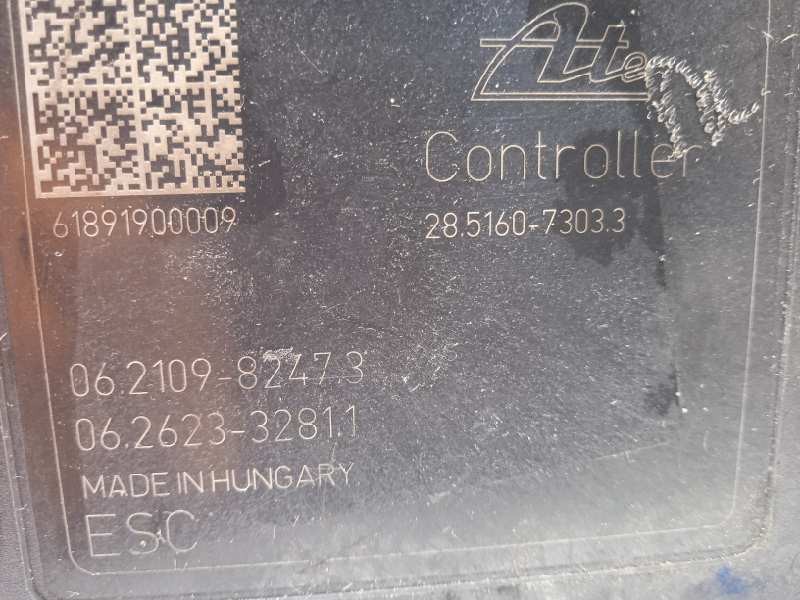 Ate
Controller
61891900009
28.5160-7303.3
06.2109-8247.3
06.2623-3281.1
MADE IN HUNGARY
ESC